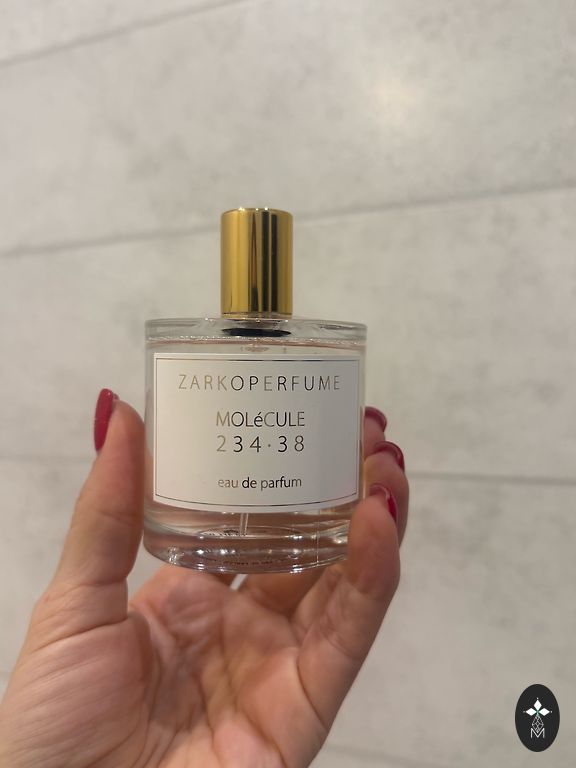 ZARKOPERFUME
MOLéCULE
234·38
eau de parfum
M